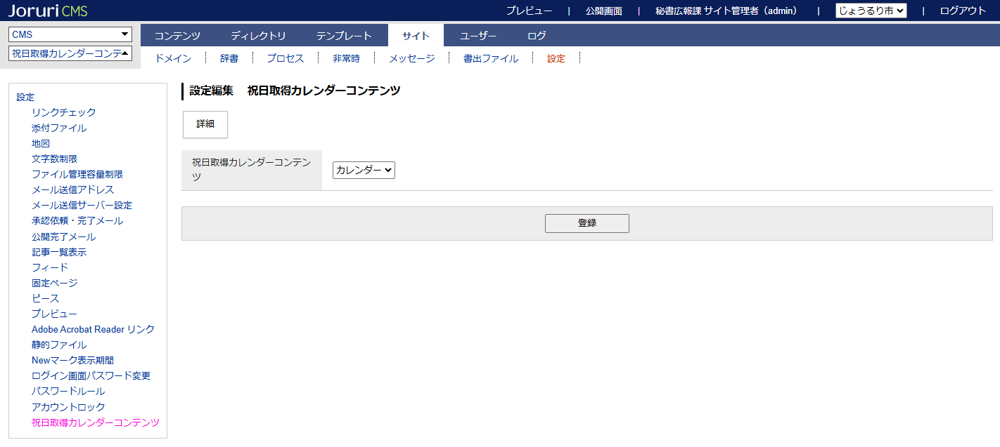 Joruri CMS プレビュー | 公開画面 | 秘書広報課 サイト管理者（admin） | じょうるり市 | ログアウト
CMS
祝日取得カレンダーコンテ
コンテンツ ディレクトリ テンプレート サイト ユーザー ログ
ドメイン 辞書 プロセス 非常時 メッセージ 書出ファイル 設定
設定
リンクチェック
添付ファイル
地図
文字数制限
ファイル管理容量制限
メール送信アドレス
メール送信サーバー設定
承認依頼・完了メール
公開完了メール
記事一覧表示
フィード
固定ページ
ピース
プレビュー
Adobe Acrobat Reader リンク
静的ファイル
Newマーク表示期間
ログイン画面パスワード変更
パスワードルール
アカウントロック
祝日取得カレンダーコンテンツ
設定編集 祝日取得カレンダーコンテンツ
詳細
祝日取得カレンダーコンテン
ツ
カレンダー
登録